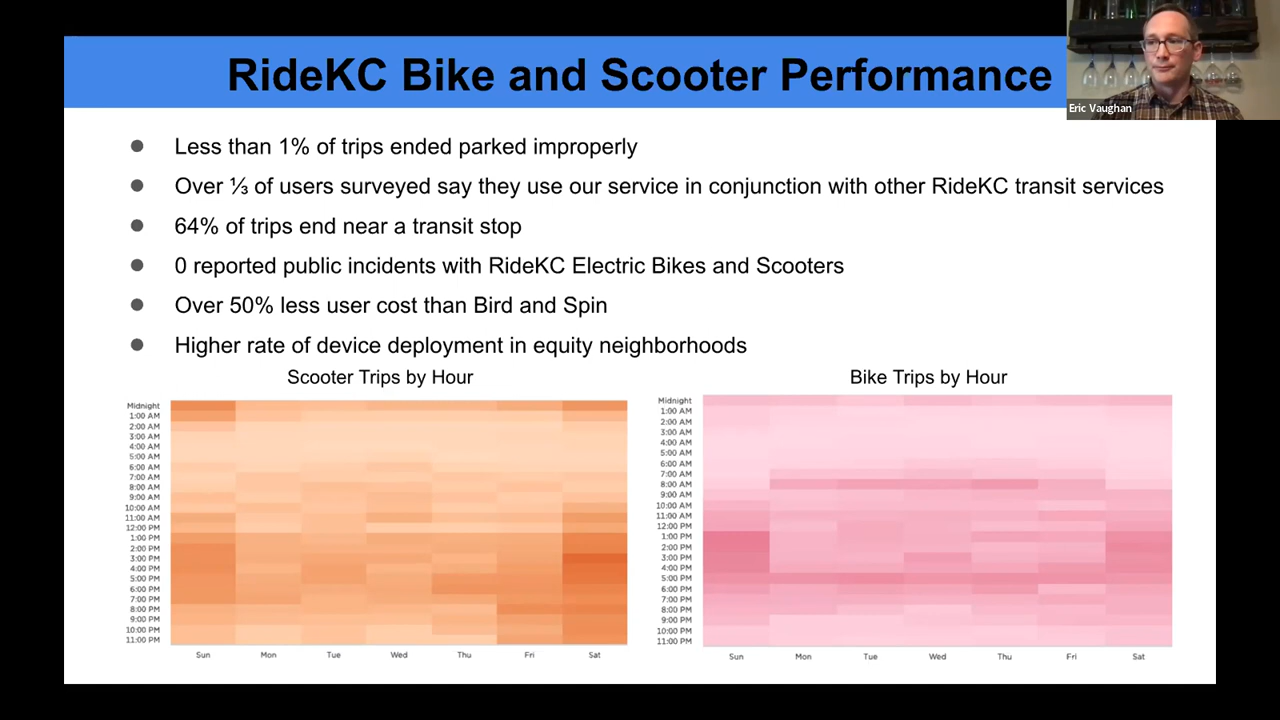 RideKC Bike and Scooter Performance
Eric Vaughan
● Less than 1% of trips ended parked improperly
● Over ⅓ of users surveyed say they use our service in conjunction with other RideKC transit services
● 64% of trips end near a transit stop
● 0 reported public incidents with RideKC Electric Bikes and Scooters
● Over 50% less user cost than Bird and Spin
● Higher rate of device deployment in equity neighborhoods
Scooter Trips by Hour
Midnight
1:00 AM
2:00 AM
3:00 AM
4:00 AM
5:00 AM
6:00 AM
7:00 AM
8:00 AM
9:00 AM
10:00 AM
11:00 AM
12:00 PM
1:00 PM
2:00 PM
3:00 PM
4:00 PM
5:00 PM
6:00 PM
7:00 PM
8:00 PM
9:00 PM
10:00 PM
11:00 PM
Sun Mon Tue Wed Thu Fri Sat
Bike Trips by Hour
Midnight
1:00 AM
2:00 AM
3:00 AM
4:00 AM
5:00 AM
6:00 AM
7:00 AM
8:00 AM
9:00 AM
10:00 AM
11:00 AM
12:00 PM
1:00 PM
2:00 PM
3:00 PM
4:00 PM
5:00 PM
6:00 PM
7:00 PM
8:00 PM
9:00 PM
10:00 PM
11:00 PM
Sun Mon Tue Wed Thu Fri Sat